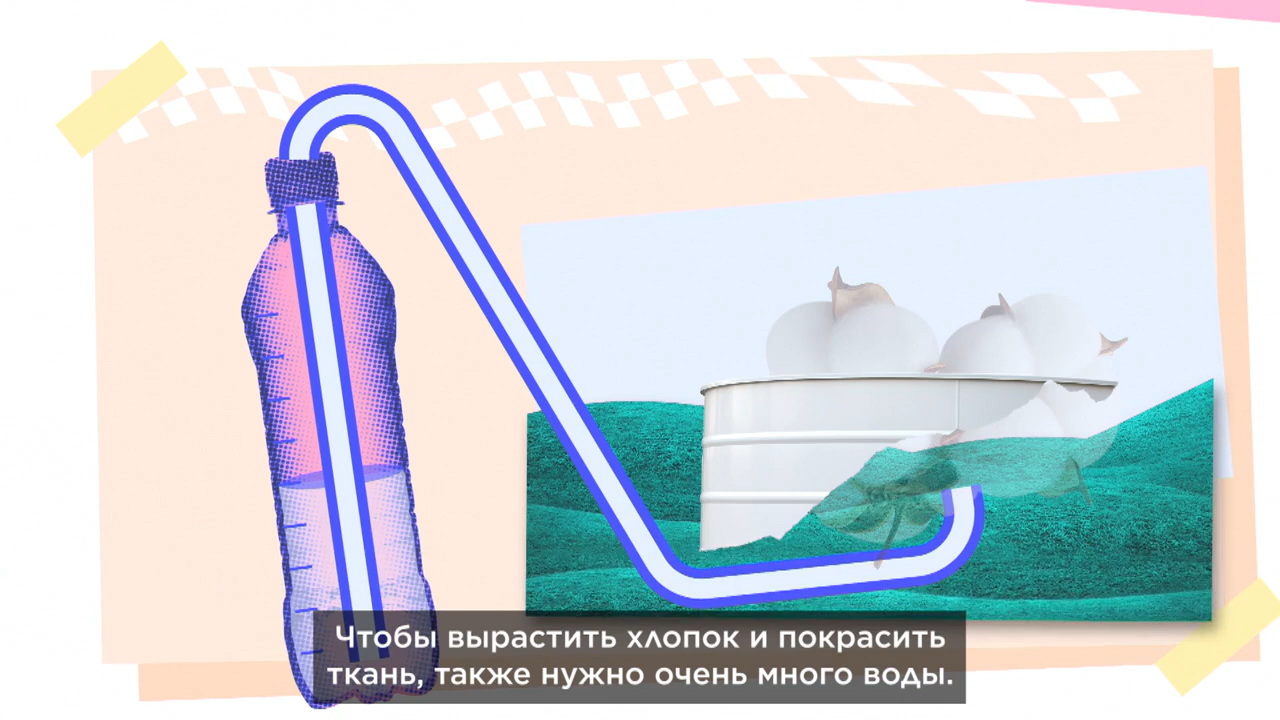 Чтобы вырастить хлопок и покрасить
ткань, также нужно очень много воды.